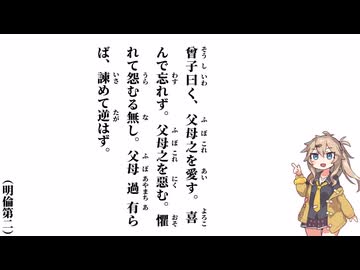 曾子曰く、父母之を愛す。喜
んで忘れず。父母之を惡む。懼
れて怨むる無し。父母過有ら
ば、諫めて逆はず。
（明倫第二）